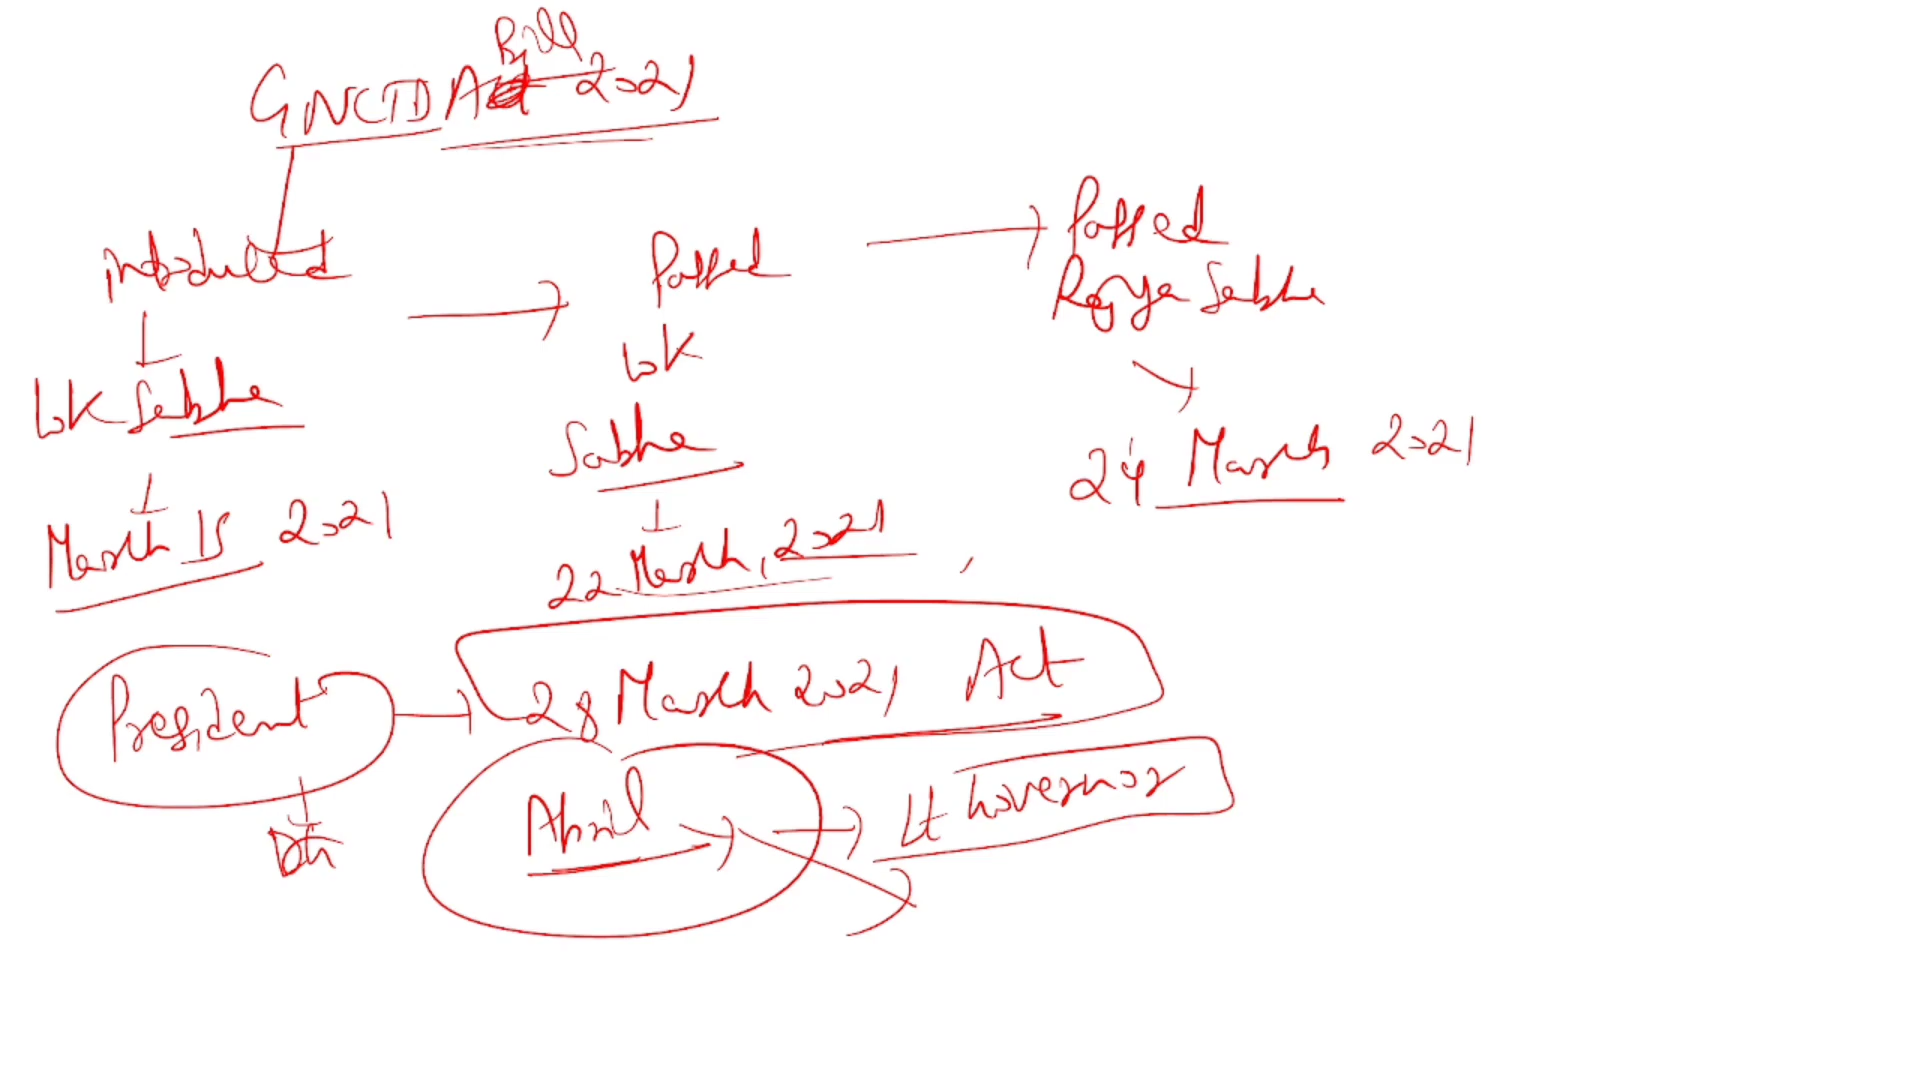 Bill
GNCTD A 2021
introduced
Lok Sabha
March 15 2021
Passed
Lok
Sabha
22 March, 2021
Passed
Rajya Sabha
24 March 2021
President
28 March 2021 Act
April
Lt Governor